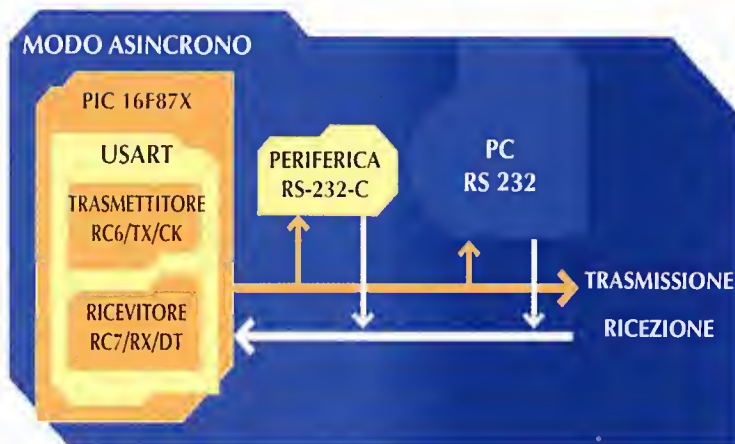 MODO ASINCRONO
PIC 16F87X
USART
TRASMETTITORE
RC6/TX/CK
RICEVITORE
RC7/RX/DT
PERIFERICA
RS-232-C
PC
RS 232
TRASMISSIONE
RICEZIONE